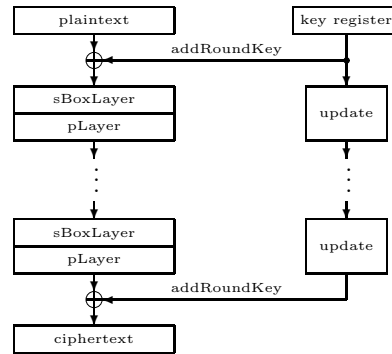 plaintext
key register
addRoundKey
sBoxLayer
pLayer
update
sBoxLayer
pLayer
update
addRoundKey
ciphertext